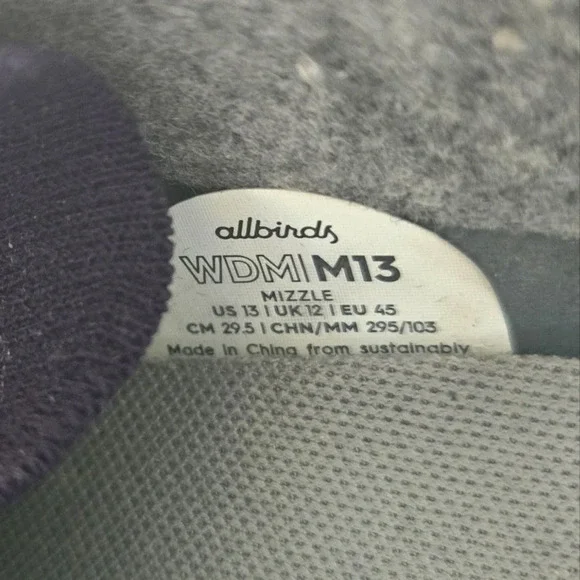 allbirds
WDM|M13
MIZZLE
US 13 | UK 12 | EU 45
CM 29.5 | CHN/MM 295/103
Made in China from sustainably